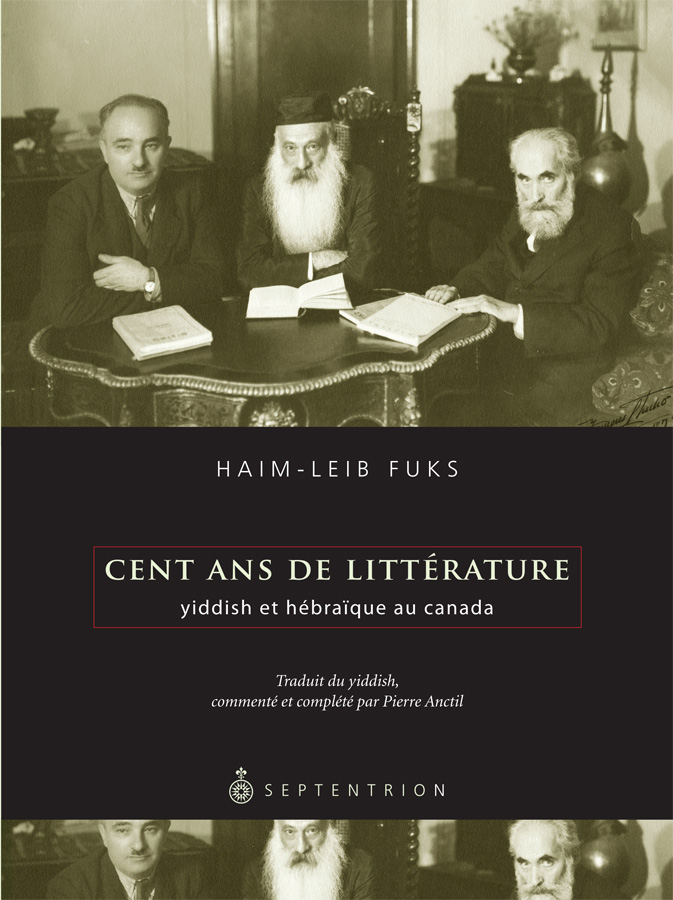 HAIM-LEIB FUKS
CENT ANS DE LITTÉRATURE
yiddish et hébraïque au canada
Traduit du yiddish,
commenté et complété par Pierre Anctil
SEPTENTRION